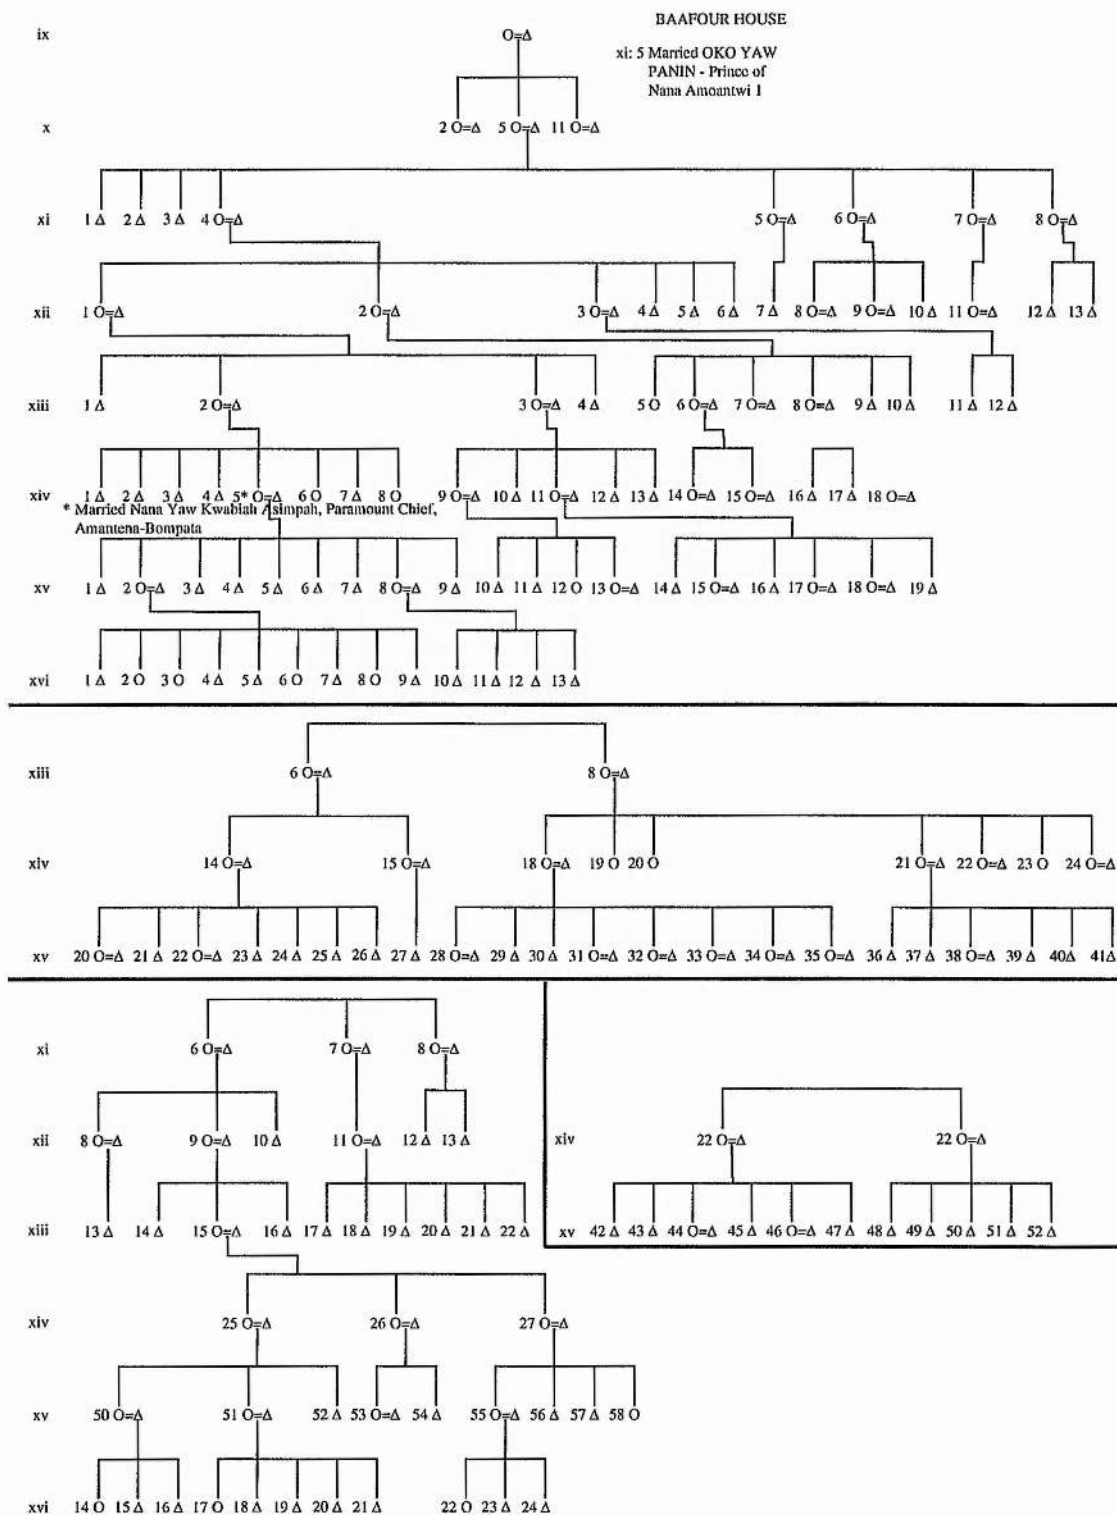 BAAFOUR HOUSE
xi: 5 Married OKO YAW
PANIN - Prince of
Nana Amoantwi I
ix O=Δ
x 2 O=Δ 5 O=Δ 11 O=Δ
xi 1 Δ 2 Δ 3 Δ 4 O=Δ 5 O=Δ 6 O=Δ 7 O=Δ 8 O=Δ
xii 1 O=Δ 2 O=Δ 3 O=Δ 4 Δ 5 Δ 6 Δ 7 Δ 8 O=Δ 9 O=Δ 10 Δ 11 O=Δ 12 Δ 13 Δ
xiii 1 Δ 2 O=Δ 3 O=Δ 4 Δ 5 O 6 O=Δ 7 O=Δ 8 O=Δ 9 Δ 10 Δ 11 Δ 12 Δ
xiv 1 Δ 2 Δ 3 Δ 4 Δ 5* O=Δ 6 O 7 Δ 8 O 9 O=Δ 10 Δ 11 O=Δ 12 Δ 13 Δ 14 O=Δ 15 O=Δ 16 Δ 17 Δ 18 O=Δ
* Married Nana Yaw Kwabiah Asimpah, Paramount Chief,
Amantena-Bompata
xv 1 Δ 2 O=Δ 3 Δ 4 Δ 5 Δ 6 Δ 7 Δ 8 O=Δ 9 Δ 10 Δ 11 Δ 12 O 13 O=Δ 14 Δ 15 O=Δ 16 Δ 17 O=Δ 18 O=Δ 19 Δ
xvi 1 Δ 2 O 3 O 4 Δ 5 Δ 6 O 7 Δ 8 O 9 Δ 10 Δ 11 Δ 12 Δ 13 Δ
xiii 6 O=Δ 8 O=Δ
xiv 14 O=Δ 15 O=Δ 18 O=Δ 19 O 20 O 21 O=Δ 22 O=Δ 23 O 24 O=Δ
xv 20 O=Δ 21 Δ 22 O=Δ 23 Δ 24 Δ 25 Δ 26 Δ 27 Δ 28 O=Δ 29 Δ 30 Δ 31 O=Δ 32 O=Δ 33 O=Δ 34 O=Δ 35 O=Δ 36 Δ 37 Δ 38 O=Δ 39 Δ 40 Δ 41 Δ
xi 6 O=Δ 7 O=Δ 8 O=Δ
xii 8 O=Δ 9 O=Δ 10 Δ 11 O=Δ 12 Δ 13 Δ
xiii 13 Δ 14 Δ 15 O=Δ 16 Δ 17 Δ 18 Δ 19 Δ 20 Δ 21 Δ 22 Δ
xiv 22 O=Δ 22 O=Δ
xv 42 Δ 43 Δ 44 O=Δ 45 Δ 46 O=Δ 47 Δ 48 Δ 49 Δ 50 Δ 51 Δ 52 Δ
xiv 25 O=Δ 26 O=Δ 27 O=Δ
xv 50 O=Δ 51 O=Δ 52 Δ 53 O=Δ 54 Δ 55 O=Δ 56 Δ 57 Δ 58 O
xvi 14 O 15 Δ 16 Δ 17 O 18 Δ 19 Δ 20 Δ 21 Δ 22 O 23 Δ 24 Δ